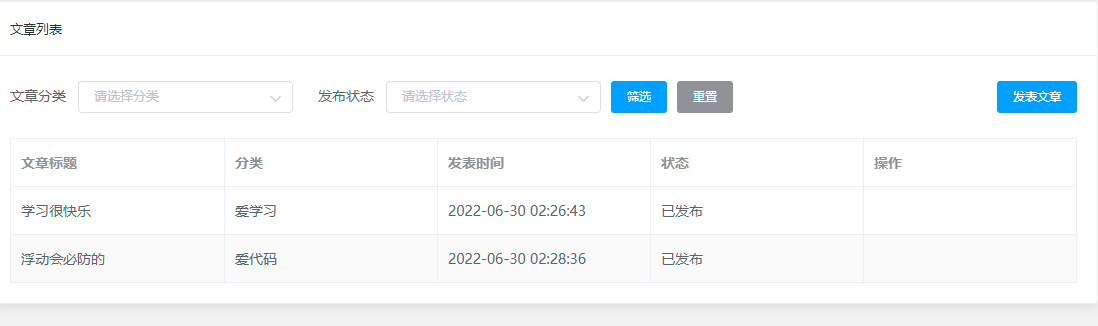 文章列表
文章分类 请选择分类 发布状态 请选择状态 筛选 重置 发表文章
文章标题 分类 发表时间 状态 操作
学习很快乐 爱学习 2022-06-30 02:26:43 已发布
浮动会必防的 爱代码 2022-06-30 02:28:36 已发布